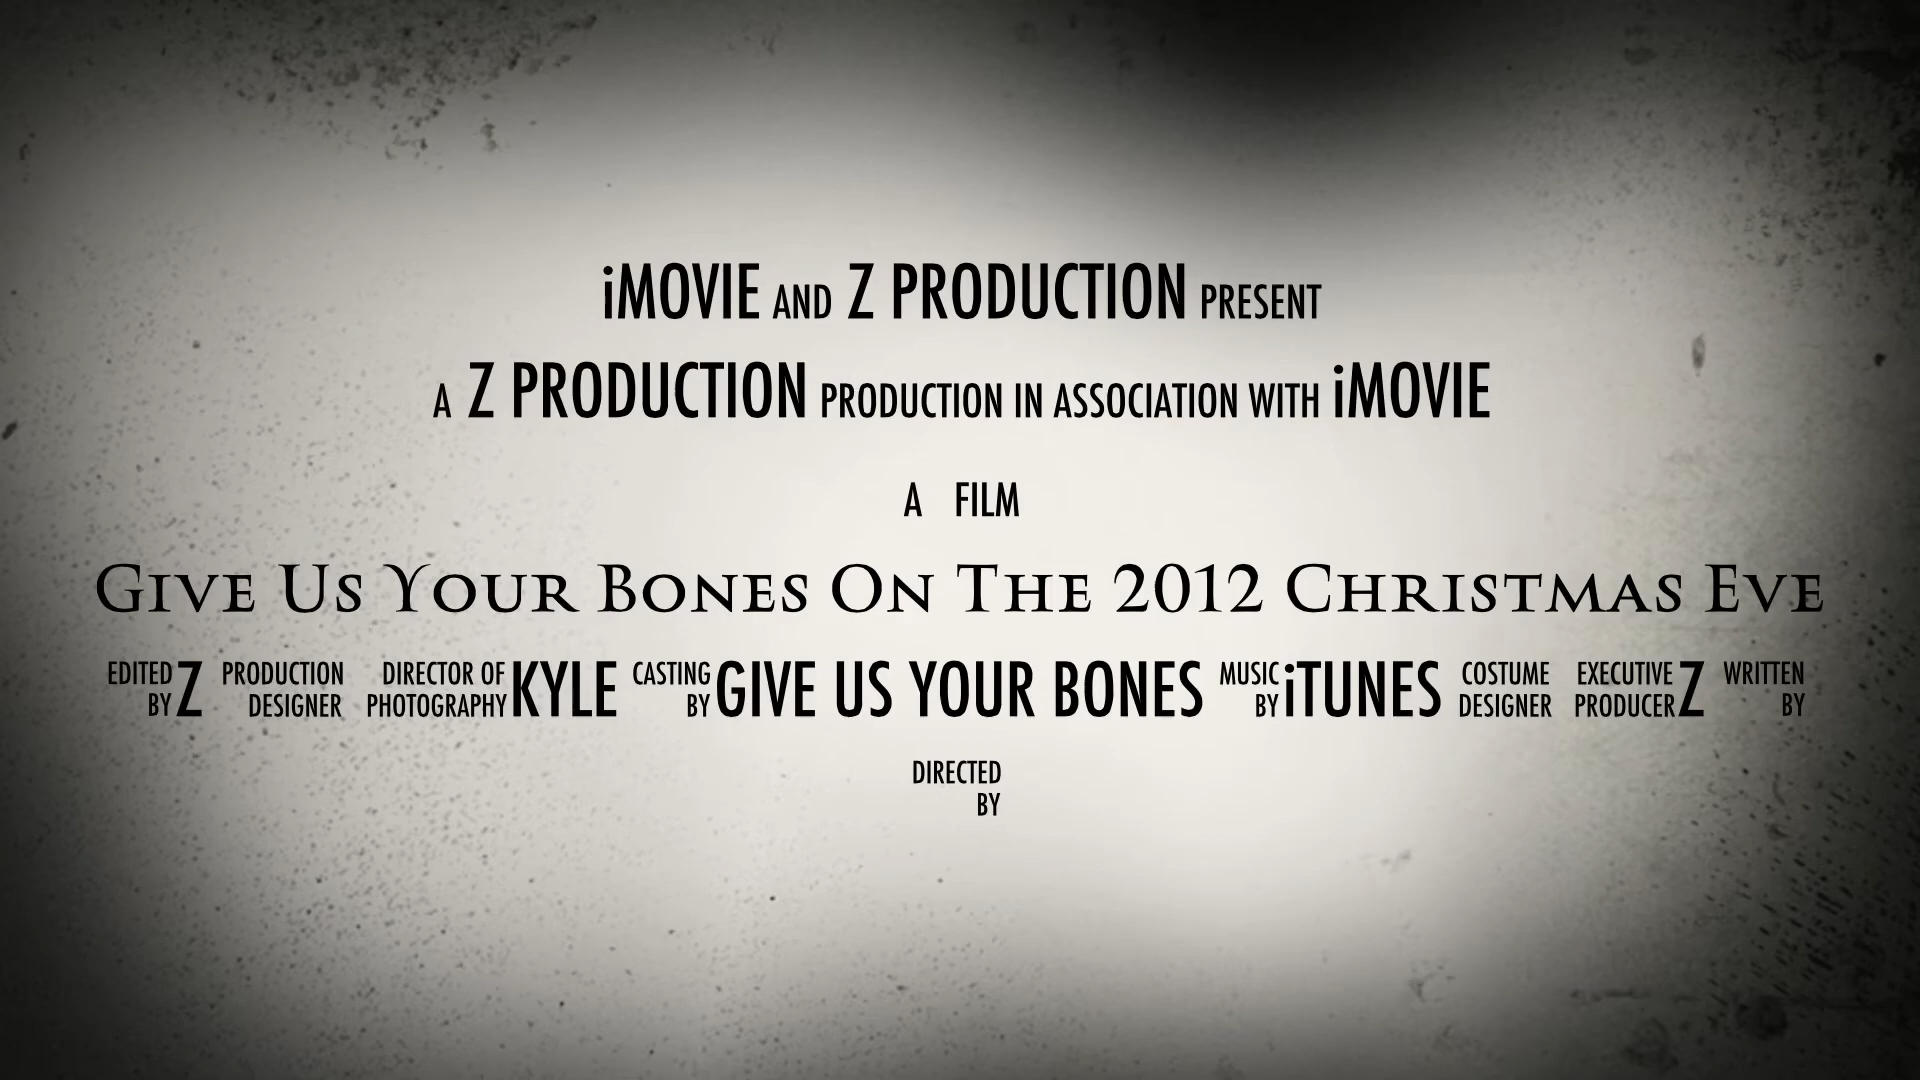 iMOVIE AND Z PRODUCTION PRESENT
A Z PRODUCTION PRODUCTION IN ASSOCIATION WITH iMOVIE
A FILM
GIVE US YOUR BONES ON THE 2012 CHRISTMAS EVE
EDITED BY Z PRODUCTION DESIGNER DIRECTOR OF PHOTOGRAPHY KYLE CASTING BY GIVE US YOUR BONES MUSIC BY iTUNES COSTUME DESIGNER EXECUTIVE PRODUCER Z WRITTEN BY
DIRECTED BY